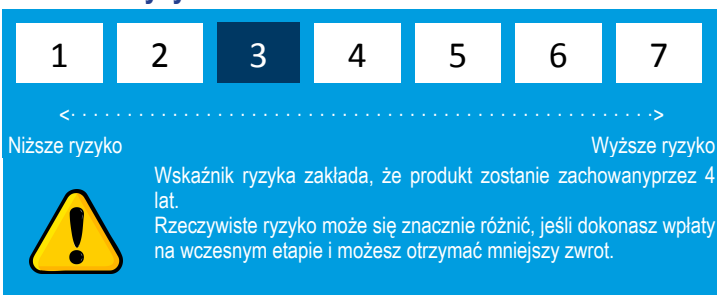 1 2 3 4 5 6 7
<· · · · · · · · · · · · · · · · · · · · · · · · · · · · · · · · · · · · · · · · · · · · · · · · · · · ·>
Niższe ryzyko Wyższe ryzyko
Wskaźnik ryzyka zakłada, że produkt zostanie zachowanyprzez 4
lat.
Rzeczywiste ryzyko może się znacznie różnić, jeśli dokonasz wpłaty
na wczesnym etapie i możesz otrzymać mniejszy zwrot.